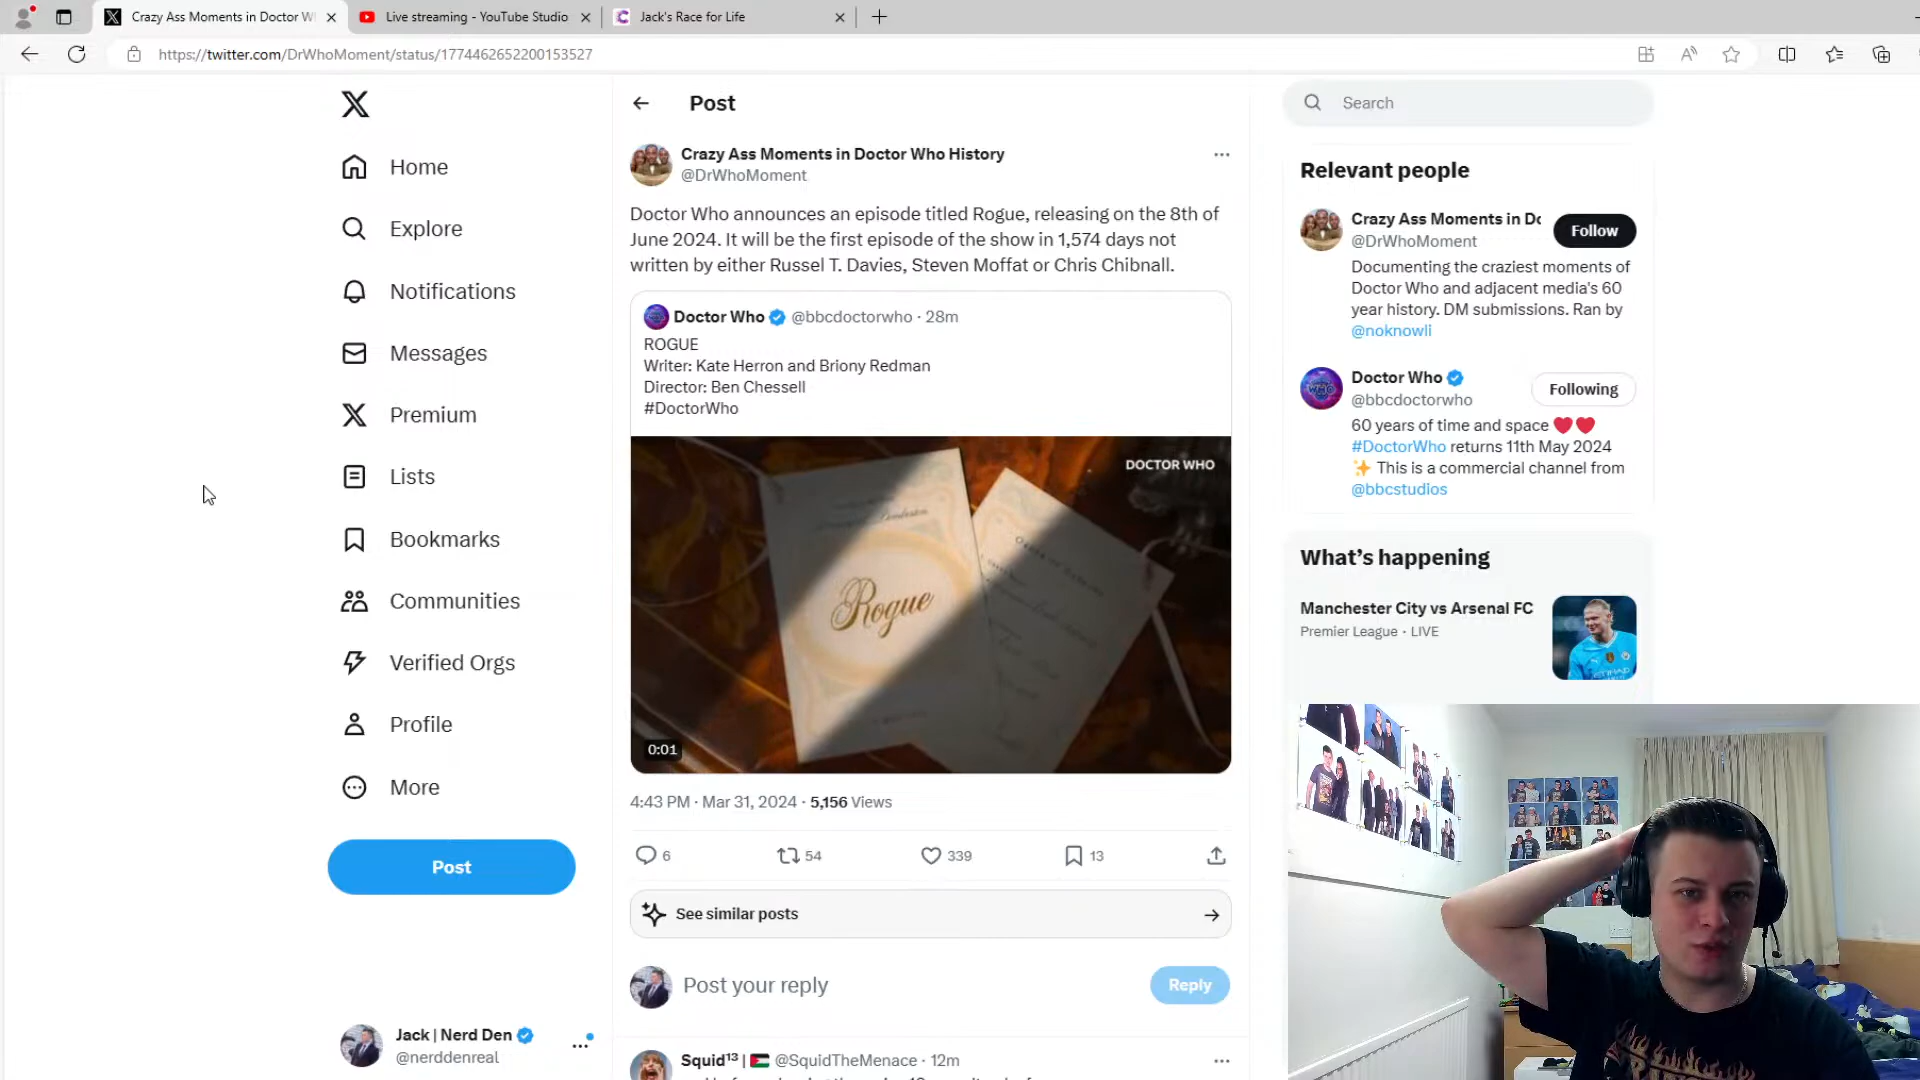 Crazy Ass Moments in Doctor W
Live streaming - YouTube Studio
Jack's Race for Life
https://twitter.com/DrWhoMoment/status/1774462652200153527
Home
Explore
Notifications
Messages
Premium
Lists
Bookmarks
Communities
Verified Orgs
Profile
More
Post
Jack | Nerd Den
@nerddenreal
Post
Crazy Ass Moments in Doctor Who History
@DrWhoMoment
Doctor Who announces an episode titled Rogue, releasing on the 8th of
June 2024. It will be the first episode of the show in 1,574 days not
written by either Russel T. Davies, Steven Moffat or Chris Chibnall.
Doctor Who @bbcdoctorwho · 28m
ROGUE
Writer: Kate Herron and Briony Redman
Director: Ben Chessell
#DoctorWho
DOCTOR WHO
Rogue
0:01
4:43 PM · Mar 31, 2024 · 5,156 Views
6 54 339 13
See similar posts
Post your reply
Reply
Squid¹³ | 🇵🇸 @SquidTheMenace · 12m
Search
Relevant people
Crazy Ass Moments in Do
@DrWhoMoment
Follow
Documenting the craziest moments of
Doctor Who and adjacent media's 60
year history. DM submissions. Ran by
@noknowli
Doctor Who
@bbcdoctorwho
Following
60 years of time and space ❤️❤️
#DoctorWho returns 11th May 2024
✨ This is a commercial channel from
@bbcstudios
What's happening
Manchester City vs Arsenal FC
Premier League · LIVE